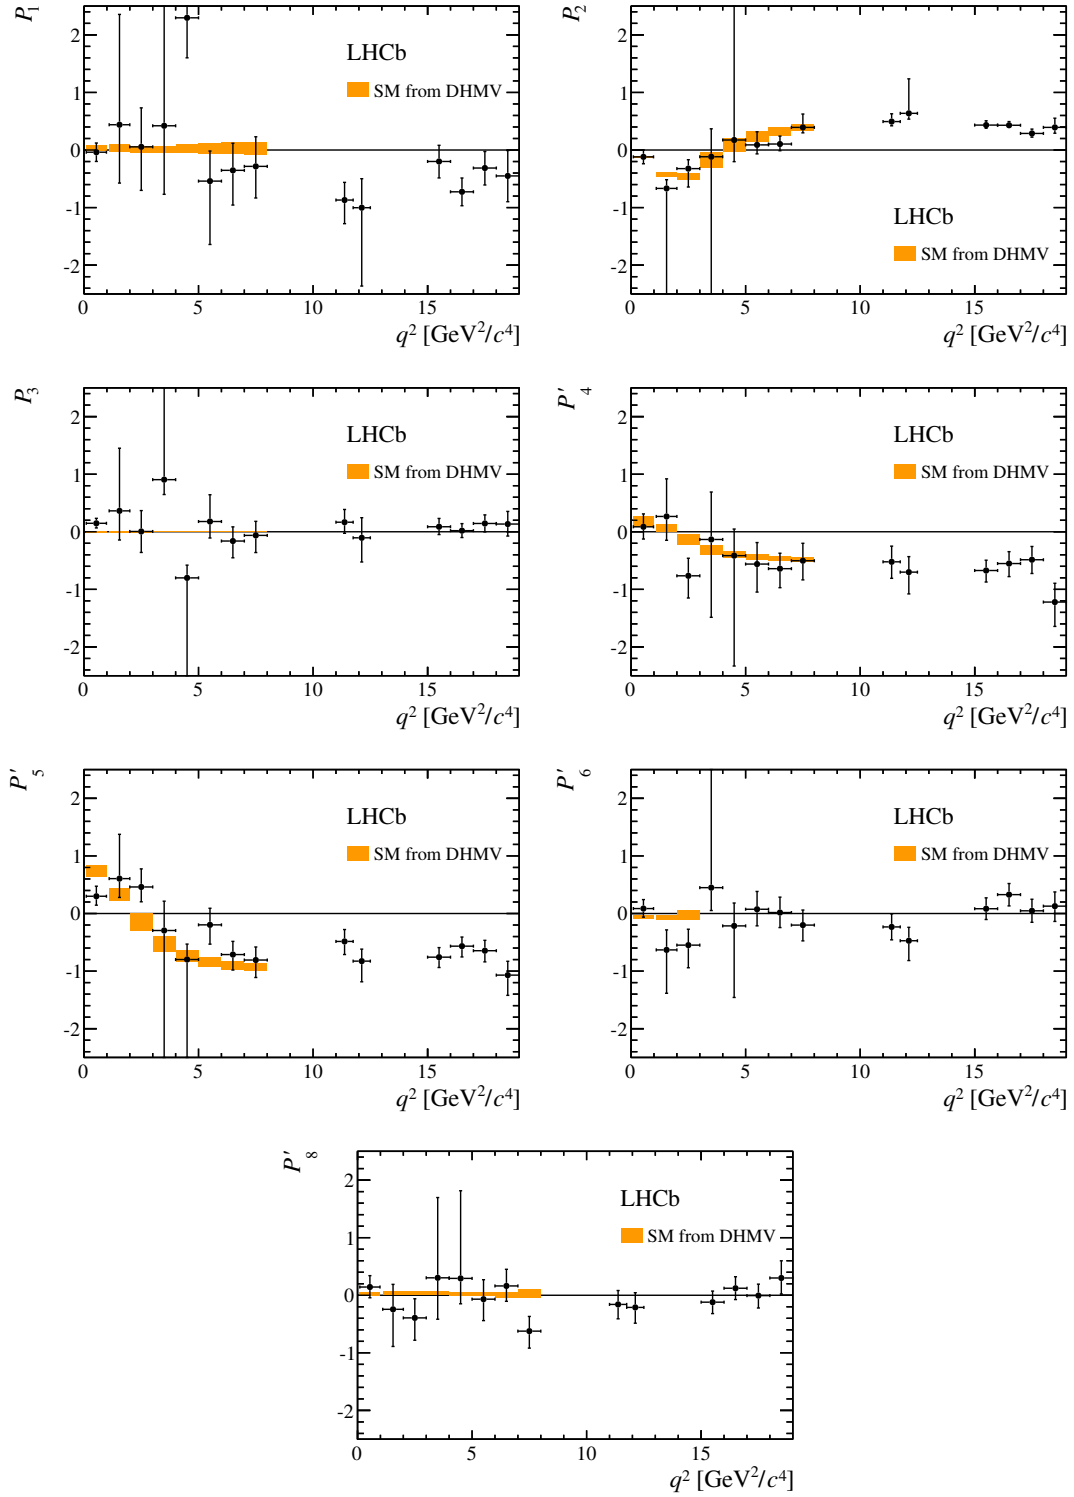 P1
2
1
0
-1
-2
LHCb
SM from DHMV
0 5 10 15
q² [GeV²/c⁴]
P2
2
1
0
-1
-2
LHCb
SM from DHMV
0 5 10 15
q² [GeV²/c⁴]
P3
2
1
0
-1
-2
LHCb
SM from DHMV
0 5 10 15
q² [GeV²/c⁴]
P′4
2
1
0
-1
-2
LHCb
SM from DHMV
0 5 10 15
q² [GeV²/c⁴]
P′5
2
1
0
-1
-2
LHCb
SM from DHMV
0 5 10 15
q² [GeV²/c⁴]
P′6
2
1
0
-1
-2
LHCb
SM from DHMV
0 5 10 15
q² [GeV²/c⁴]
P′8
2
1
0
-1
-2
LHCb
SM from DHMV
0 5 10 15
q² [GeV²/c⁴]